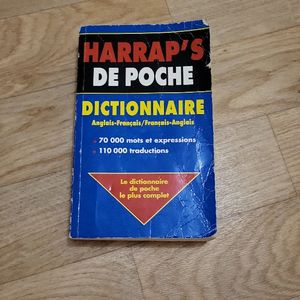 HARRAP'S
DE POCHE
DICTIONNAIRE
Anglais-Français/Français-Anglais
70 000 mots et expressions
110 000 traductions
Le dictionnaire
de poche
le plus complet